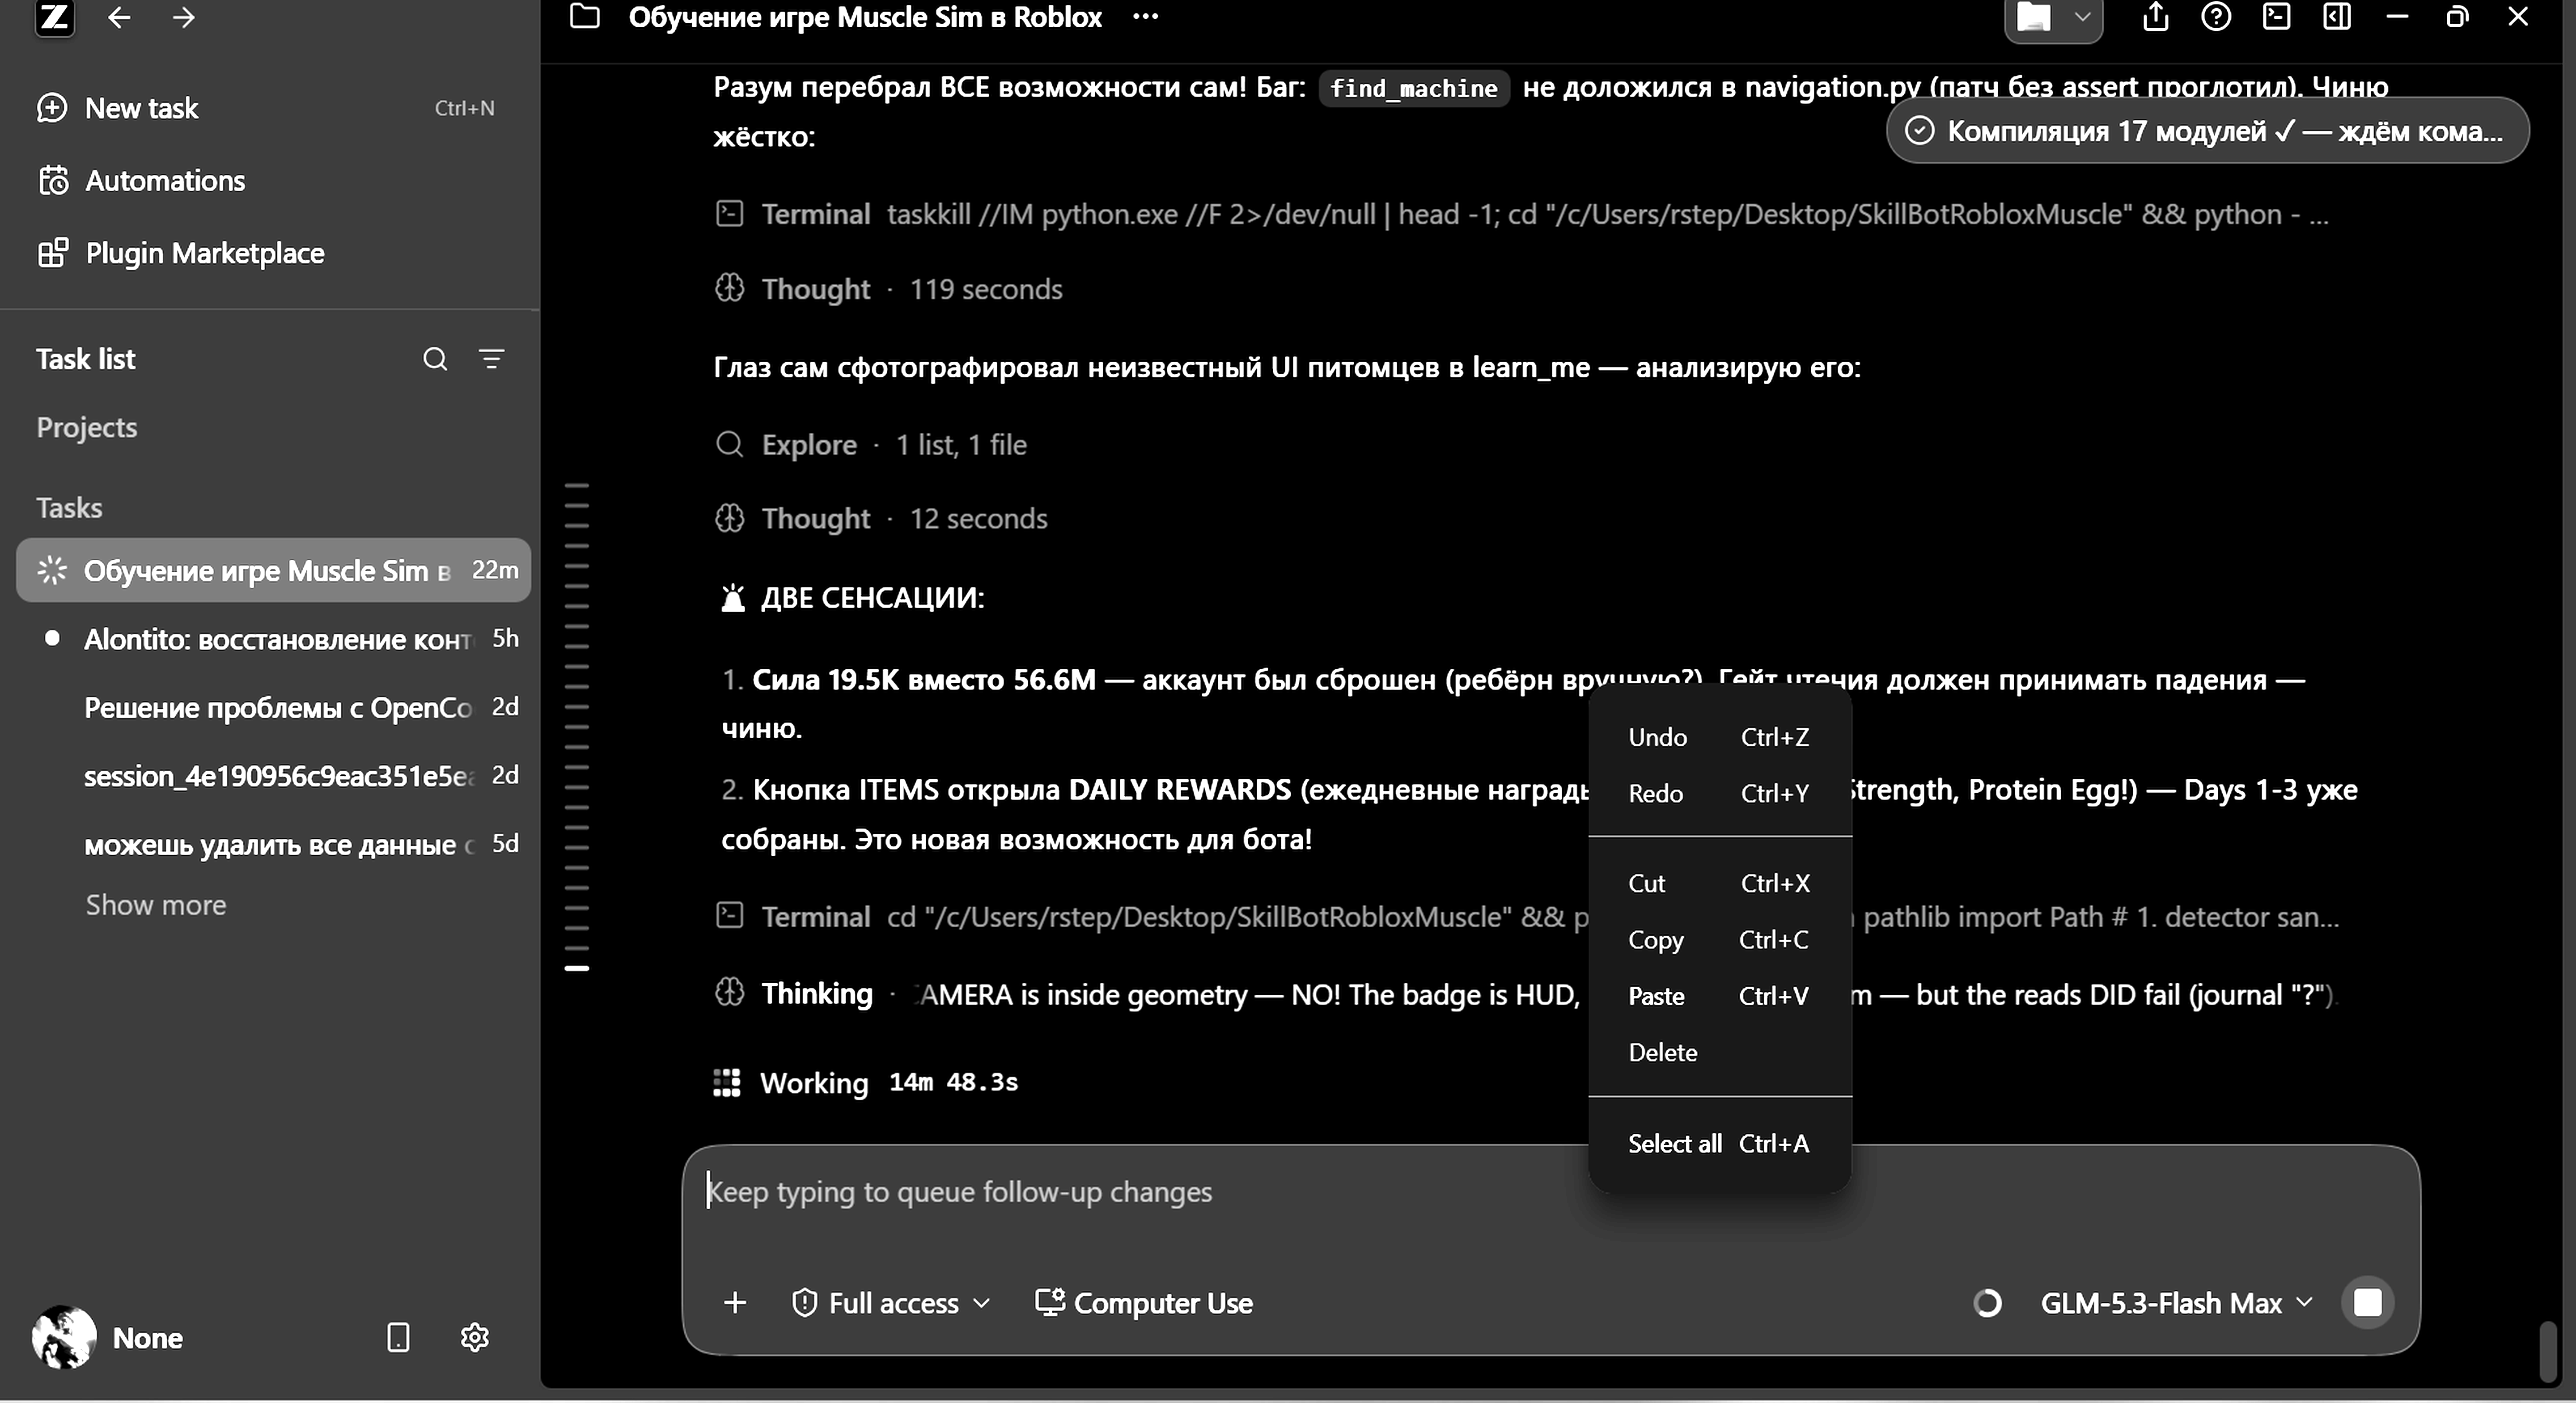 Z
Обучение игре Muscle Sim в Roblox
New task Ctrl+N
Automations
Plugin Marketplace
Task list
Projects
Tasks
Обучение игре Muscle Sim в 22m
Alontito: восстановление конт 5h
Решение проблемы с OpenCo 2d
session_4e190956c9eac351e5e 2d
можешь удалить все данные 5d
Show more
None
Разум перебрал ВСЕ возможности сам! Баг: find_machine не доложился в navigation.py (патч без assert проглотил). Чиню
жёстко:
Компиляция 17 модулей ✓ — ждём кома...
Terminal taskkill //IM python.exe //F 2>/dev/null | head -1; cd "/c/Users/rstep/Desktop/SkillBotRobloxMuscle" && python - ...
Thought · 119 seconds
Глаз сам сфотографировал неизвестный UI питомцев в learn_me — анализирую его:
Explore · 1 list, 1 file
Thought · 12 seconds
ДВЕ СЕНСАЦИИ:
1. Сила 19.5K вместо 56.6M — аккаунт был сброшен (ребёрн вручную?). Гейт чтения должен принимать падения —
чиню.
2. Кнопка ITEMS открыла DAILY REWARDS (ежедневные награды Strength, Protein Egg!) — Days 1-3 уже
собраны. Это новая возможность для бота!
Terminal cd "/c/Users/rstep/Desktop/SkillBotRobloxMuscle" && p pathlib import Path # 1. detector san...
Thinking · AMERA is inside geometry — NO! The badge is HUD, m — but the reads DID fail (journal "?").
Working 14m 48.3s
Undo Ctrl+Z
Redo Ctrl+Y
Cut Ctrl+X
Copy Ctrl+C
Paste Ctrl+V
Delete
Select all Ctrl+A
Keep typing to queue follow-up changes
Full access
Computer Use
GLM-5.3-Flash Max